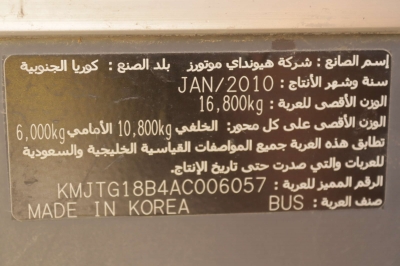 إسم الصانع : شركة هيونداي موتورز بلد الصنع : كوريا الجنوبية
سنة وشهر الأنتاج : JAN/2010
الوزن الأقصى للعربة : 16,800kg
الوزن الأقصى على كل محور: الخلفي 10,800kg الأمامي 6,000kg
تطابق هذه العربة جميع المواصفات القياسية الخليجية والسعودية
للعربات والتي صدرت حتى تاريخ الإنتاج.
الرقم المميز للعربة : KMJTG18B4AC006057
صنف العربة : BUS MADE IN KOREA